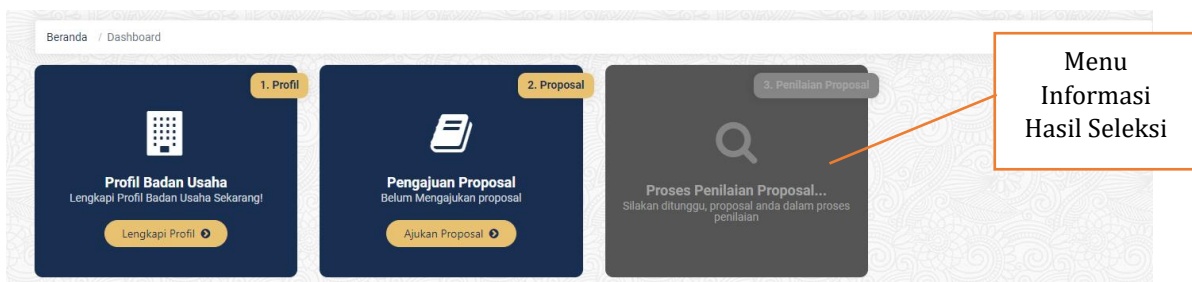 Beranda / Dashboard
1. Profil
Profil Badan Usaha
Lengkapi Profil Badan Usaha Sekarang!
Lengkapi Profil
2. Proposal
Pengajuan Proposal
Belum Mengajukan proposal
Ajukan Proposal
3. Penilaian Proposal
Proses Penilaian Proposal...
Silakan ditunggu, proposal anda dalam proses
penilaian
Menu
Informasi
Hasil Seleksi